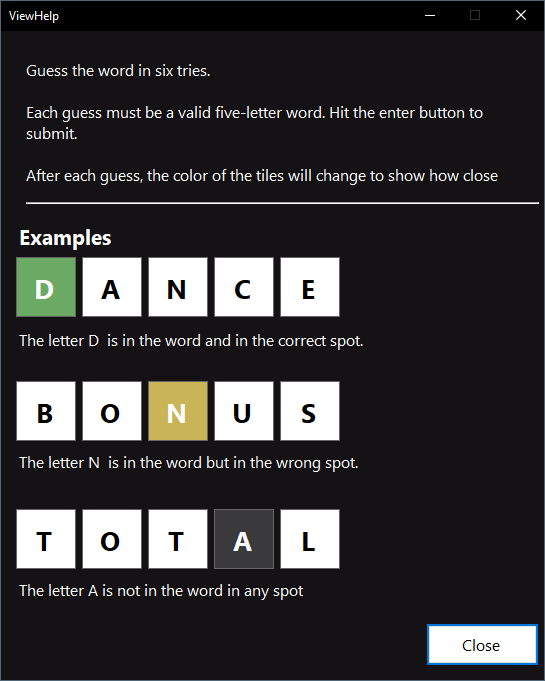 ViewHelp
Guess the word in six tries.
Each guess must be a valid five-letter word. Hit the enter button to
submit.
After each guess, the color of the tiles will change to show how close
Examples
D A N C E
The letter D  is in the word and in the correct spot.
B O N U S
The letter N  is in the word but in the wrong spot.
T O T A L
The letter A is not in the word in any spot
Close